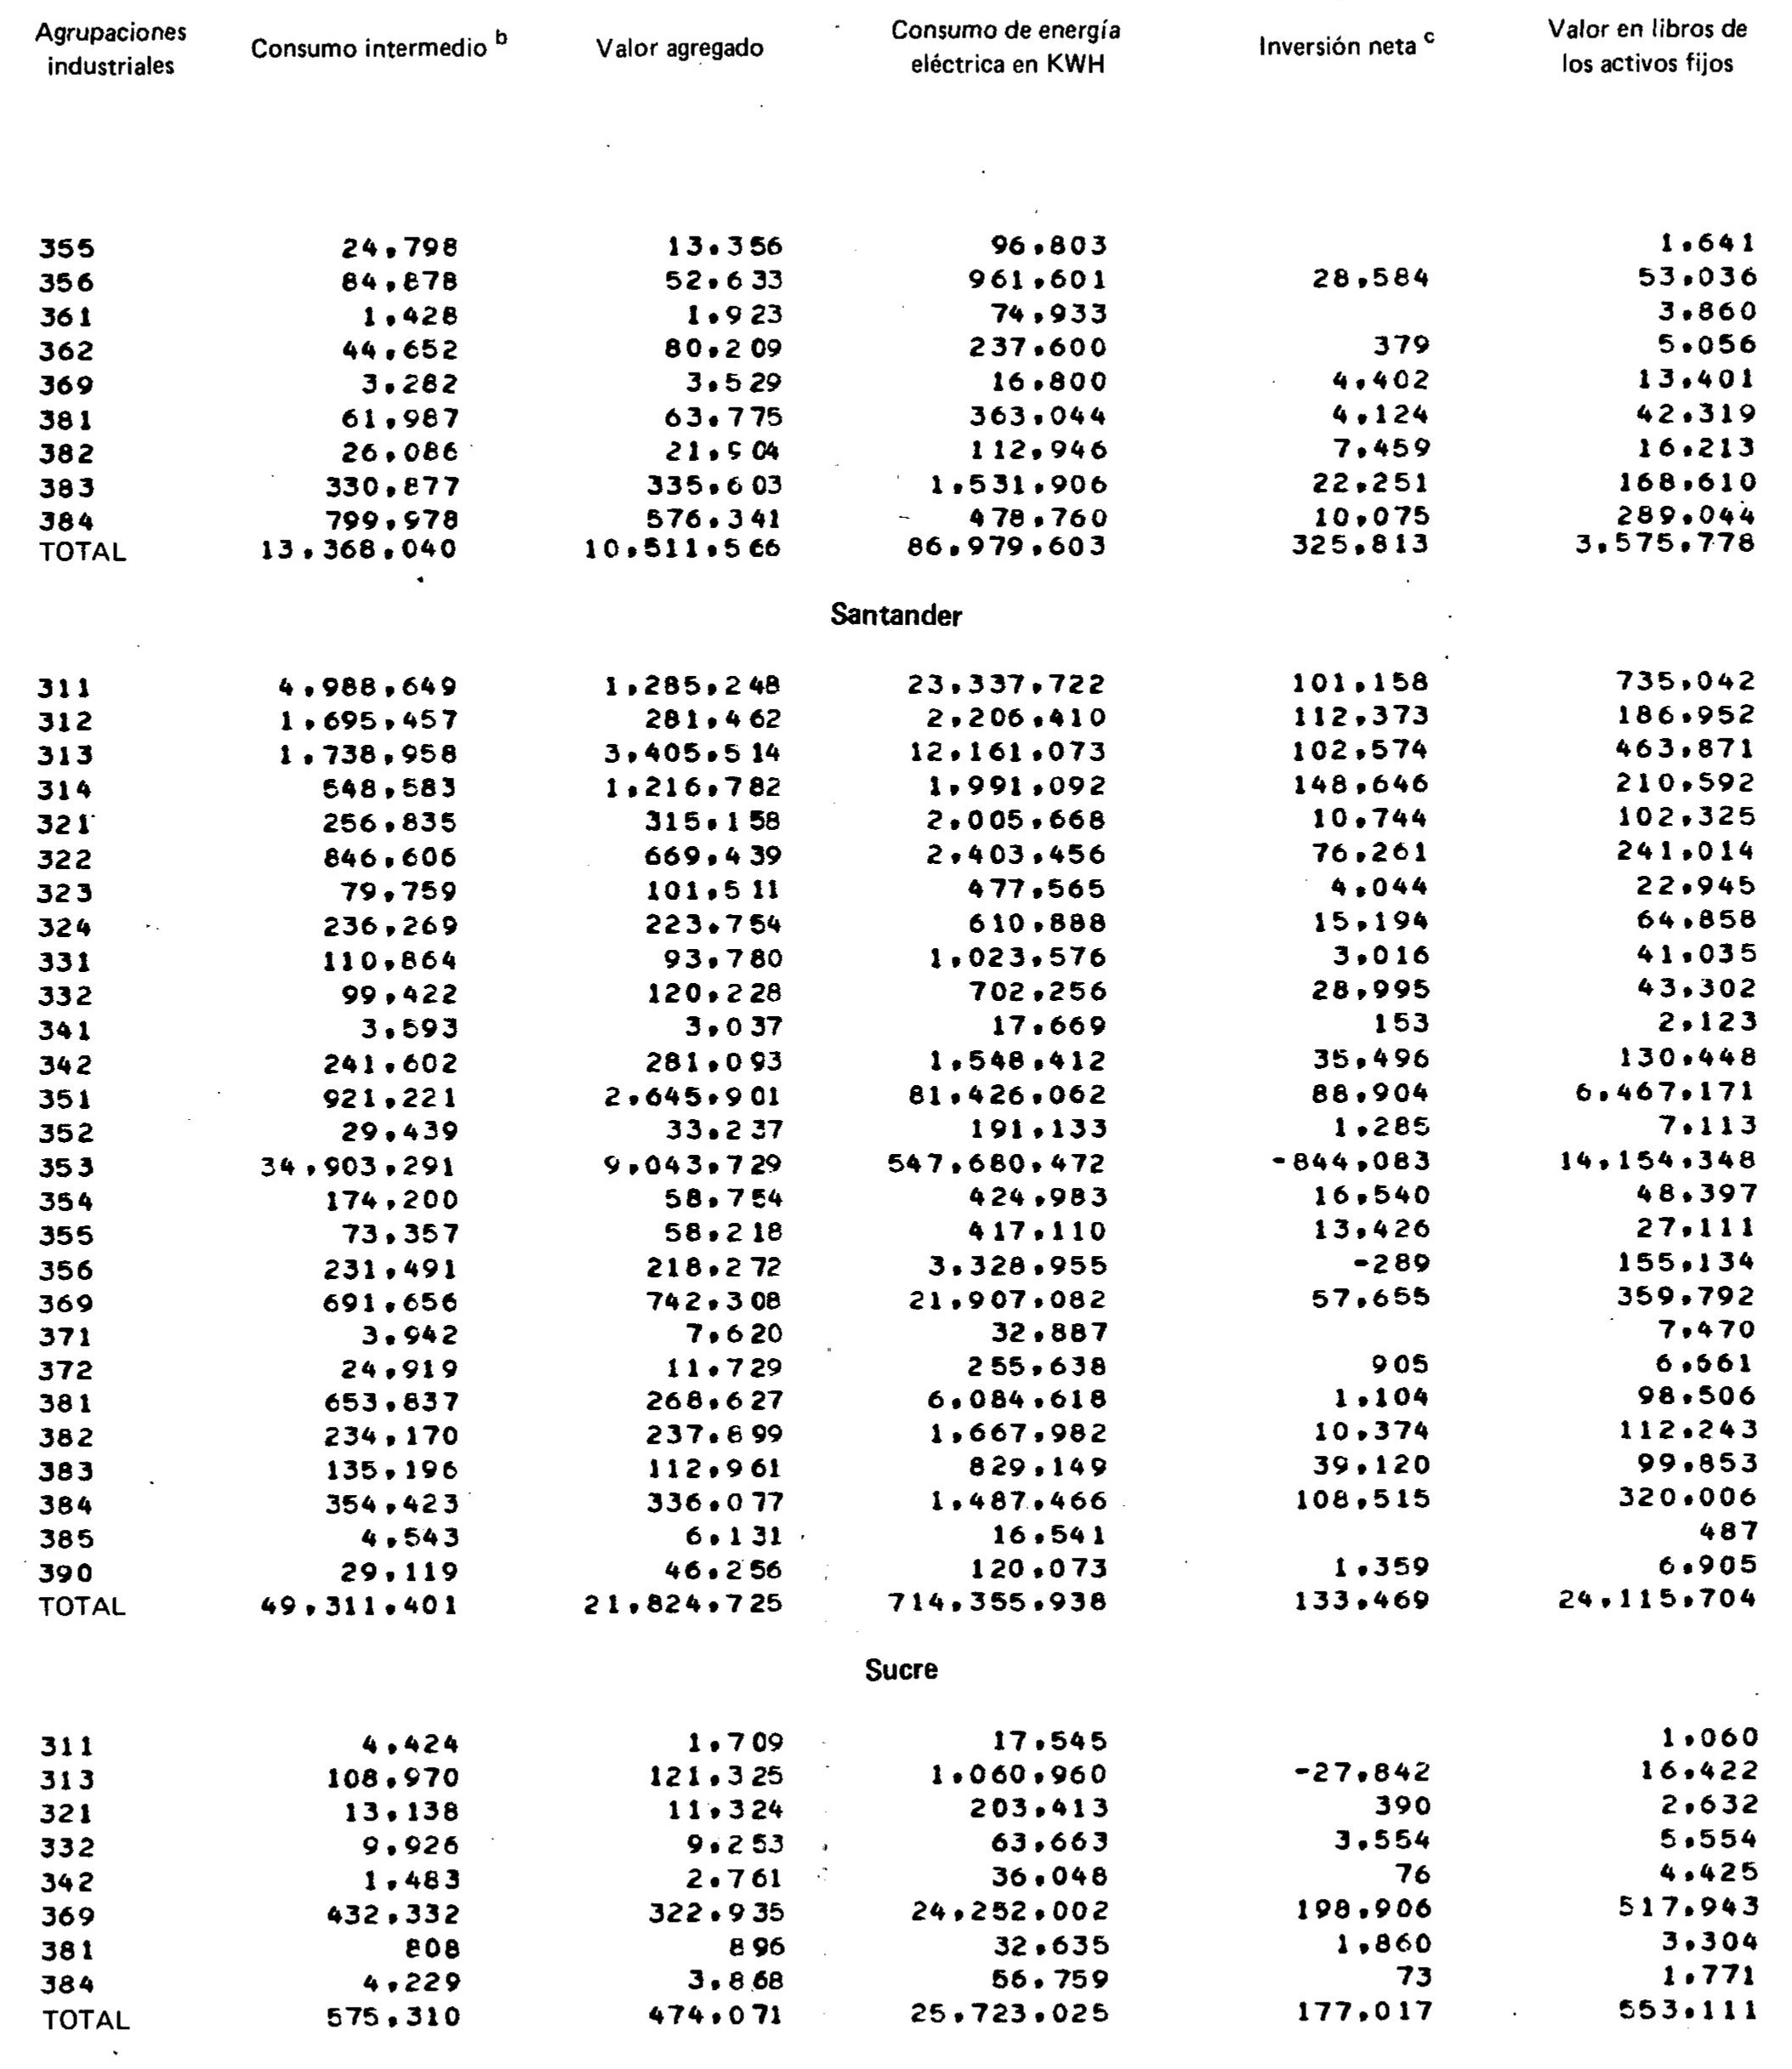 Agrupaciones industriales Consumo intermedio b Valor agregado Consumo de energía eléctrica en KWH Inversión neta c Valor en libros de los activos fijos
355 24,798 13,356 96,803 1,641
356 84,878 52,633 961,601 28,584 53,036
361 1,428 1,923 74,933 3,860
362 44,652 80,209 237,600 379 5,056
369 3,282 3,529 16,800 4,402 13,401
381 61,987 63,775 363,044 4,124 42,319
382 26,086 21,904 112,946 7,459 16,213
383 330,877 335,603 1,531,906 22,251 168,610
384 799,978 576,341 478,760 10,075 289,044
TOTAL 13,368,040 10,511,566 86,979,603 325,813 3,575,778
Santander
311 4,988,649 1,285,248 23,337,722 101,158 735,042
312 1,695,457 281,462 2,206,410 112,373 186,952
313 1,738,958 3,405,514 12,161,073 102,574 463,871
314 548,583 1,216,782 1,991,092 148,646 210,592
321 256,835 315,158 2,005,668 10,744 102,325
322 846,606 669,439 2,403,456 76,261 241,014
323 79,759 101,511 477,565 4,044 22,945
324 236,269 223,754 610,888 15,194 64,858
331 110,864 93,780 1,023,576 3,016 41,035
332 99,422 120,228 702,256 28,995 43,302
341 3,593 3,037 17,669 153 2,123
342 241,602 281,093 1,548,412 35,496 130,448
351 921,221 2,645,901 81,426,062 88,904 6,467,171
352 29,439 33,237 191,133 1,285 7,113
353 34,903,291 9,043,729 547,680,472 -844,083 14,154,348
354 174,200 58,754 424,983 16,540 48,397
355 73,357 58,218 417,110 13,426 27,111
356 231,491 218,272 3,328,955 -289 155,134
369 691,656 742,308 21,907,082 57,655 359,792
371 3,942 7,620 32,887 7,470
372 24,919 11,729 255,638 905 6,661
381 653,837 268,627 6,084,618 1,104 98,506
382 234,170 237,899 1,667,982 10,374 112,243
383 135,196 112,961 829,149 39,120 99,853
384 354,423 336,077 1,487,466 108,515 320,006
385 4,543 6,131 16,541 487
390 29,119 46,256 120,073 1,359 6,905
TOTAL 49,311,401 21,824,725 714,355,938 133,469 24,115,704
Sucre
311 4,424 1,709 17,545 1,060
313 108,970 121,325 1,060,960 -27,842 16,422
321 13,138 11,324 203,413 390 2,632
332 9,926 9,253 63,663 3,554 5,554
342 1,483 2,761 36,048 76 4,425
369 432,332 322,935 24,252,002 198,906 517,943
381 808 896 32,635 1,860 3,304
384 4,229 3,868 56,759 73 1,771
TOTAL 575,310 474,071 25,723,025 177,017 553,111